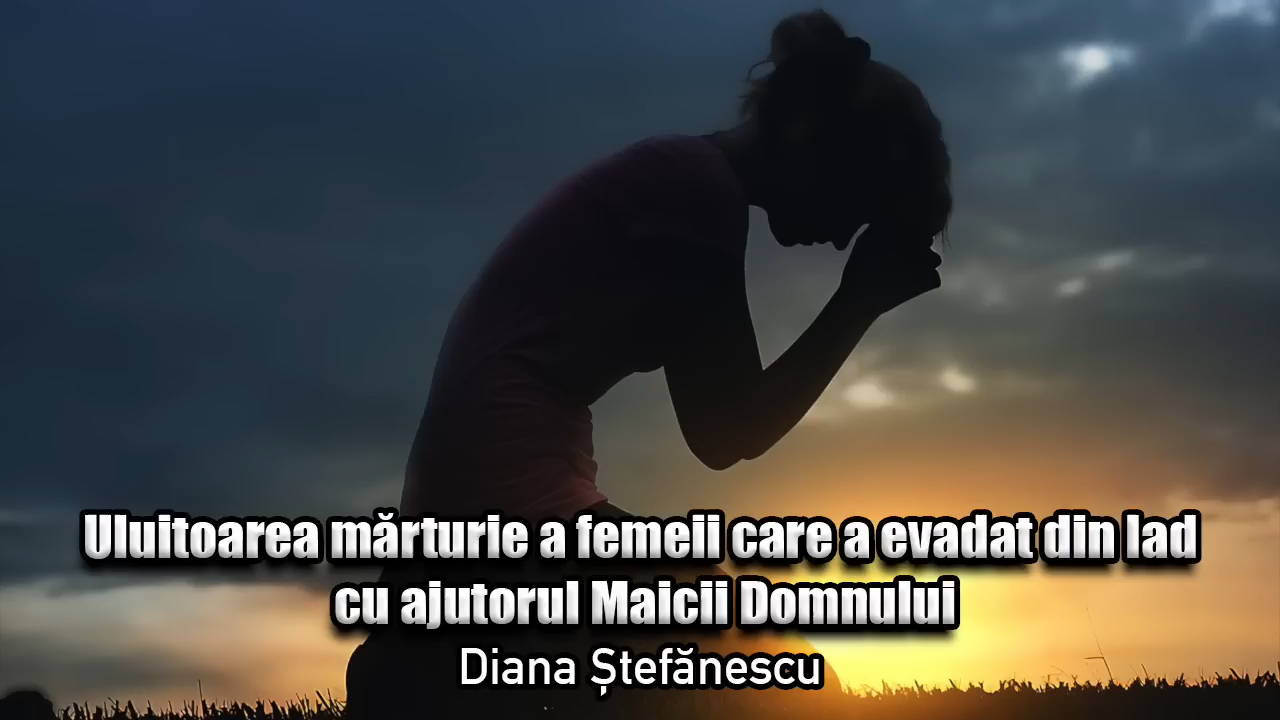 Uluitoarea mărturie a femeii care a evadat din Iad
cu ajutorul Maicii Domnului
Diana Ștefănescu